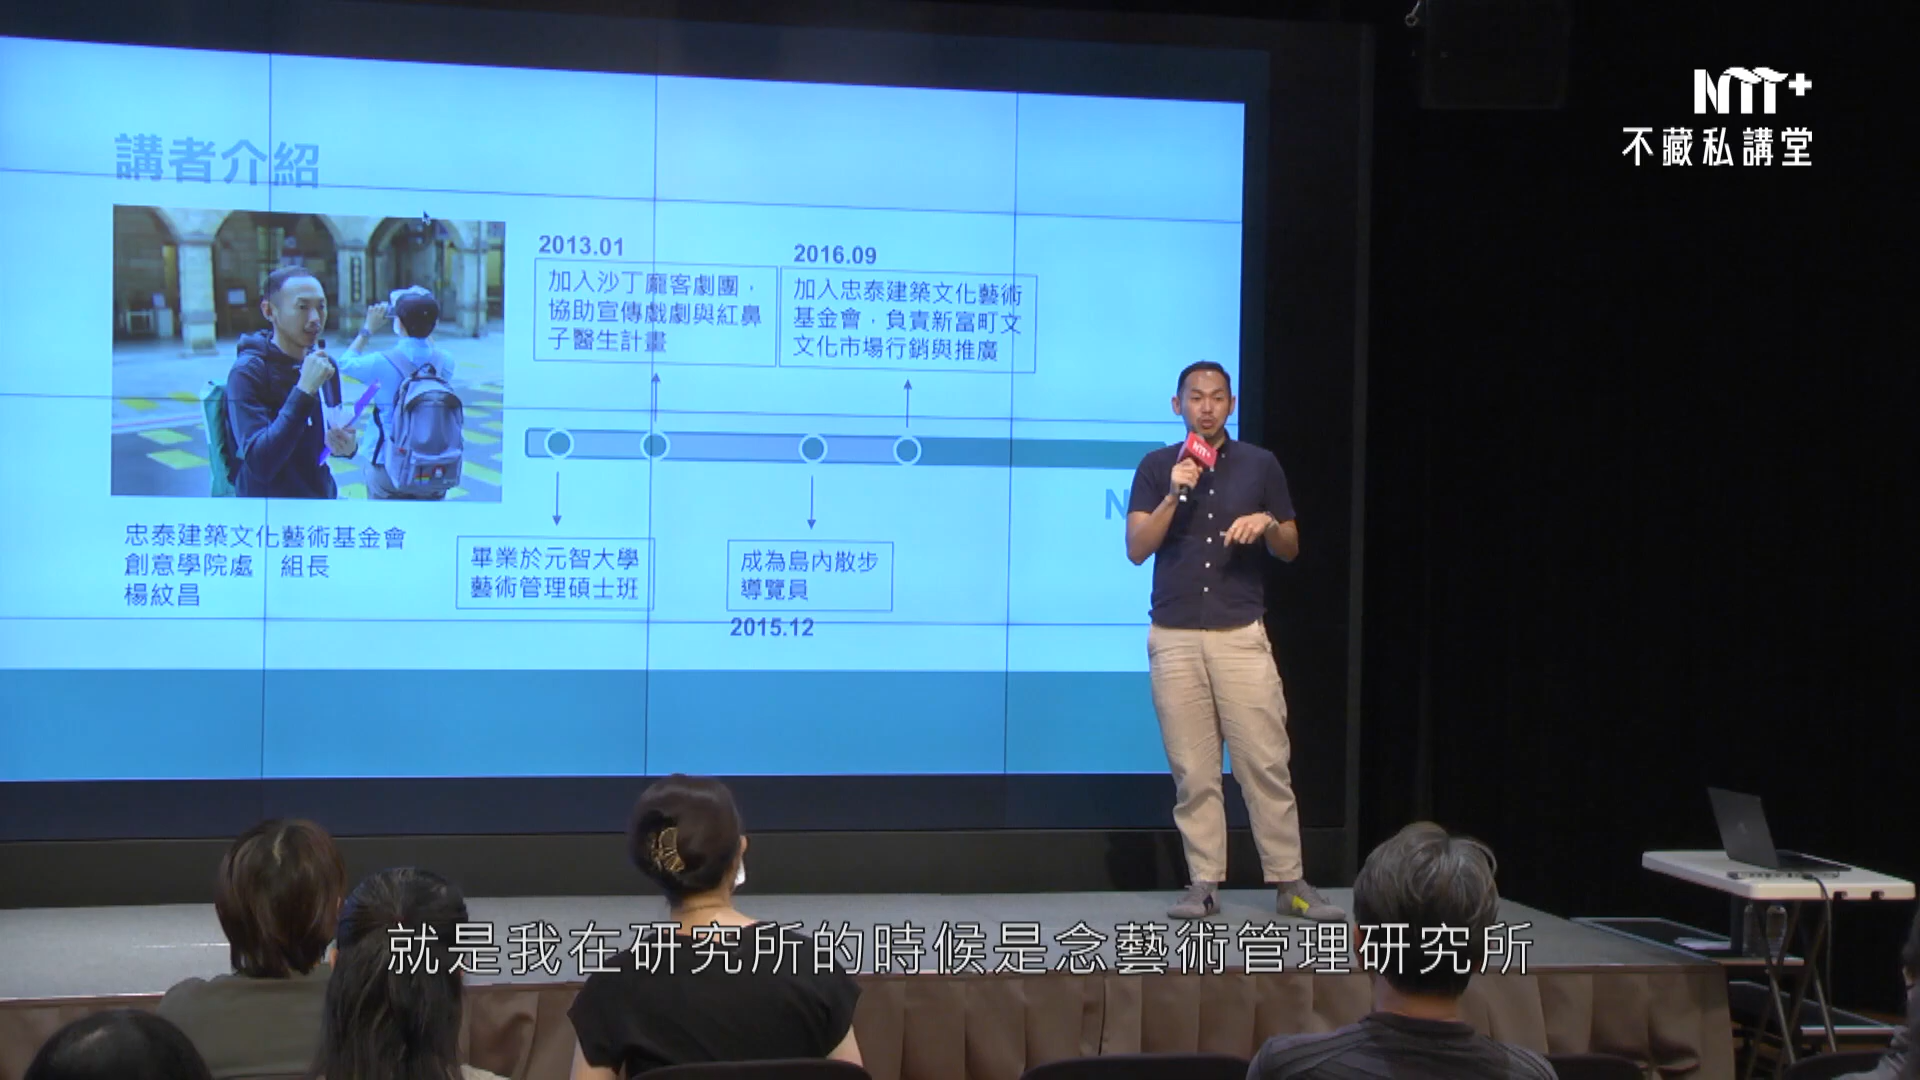 NTT+
不藏私講堂
講者介紹
2013.01
加入沙丁龐客劇團，
協助宣傳戲劇與紅鼻
子醫生計畫
2016.09
加入忠泰建築文化藝術
基金會，負責新富町文
文化市場行銷與推廣
忠泰建築文化藝術基金會
創意學院處 組長
楊紋昌
畢業於元智大學
藝術管理碩士班
成為島內散步
導覽員
2015.12
N
NTT+
就是我在研究所的時候是念藝術管理研究所